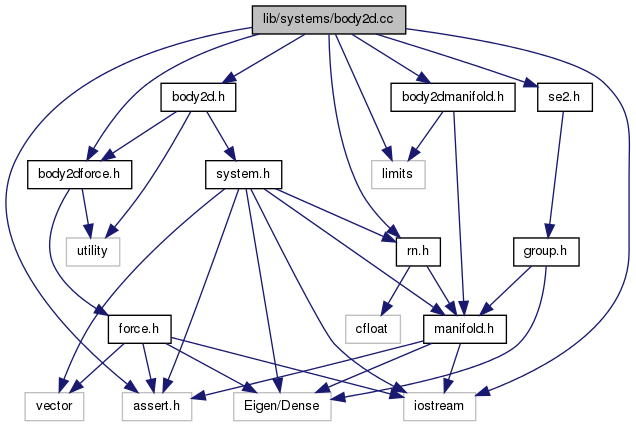 lib/systems/body2d.cc
body2d.h
body2dmanifold.h
se2.h
body2dforce.h
system.h
limits
utility
rn.h
group.h
force.h
cfloat
manifold.h
vector
assert.h
Eigen/Dense
iostream